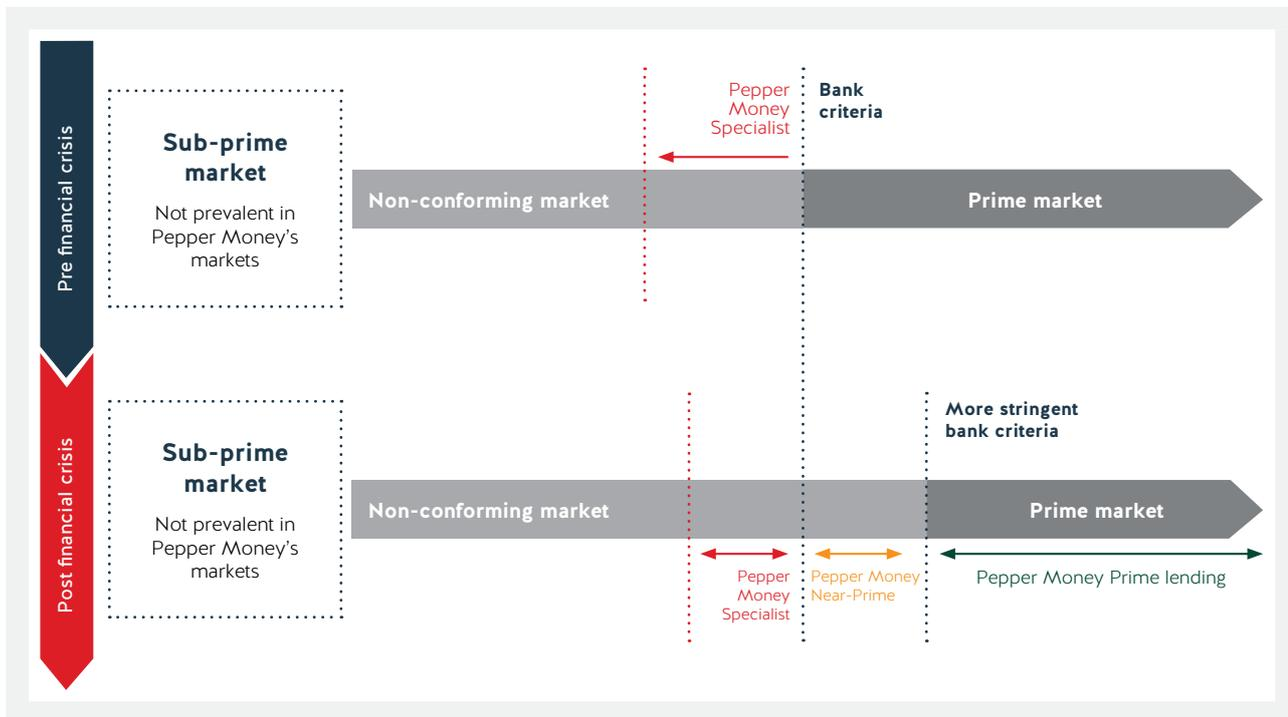 Pre financial crisis
Sub-prime
market
Not prevalent in
Pepper Money’s
markets
Pepper
Money
Specialist
Bank
criteria
Non-conforming market
Prime market
Post financial crisis
Sub-prime
market
Not prevalent in
Pepper Money’s
markets
More stringent
bank criteria
Non-conforming market
Prime market
Pepper
Money
Specialist
Pepper Money
Near-Prime
Pepper Money Prime lending